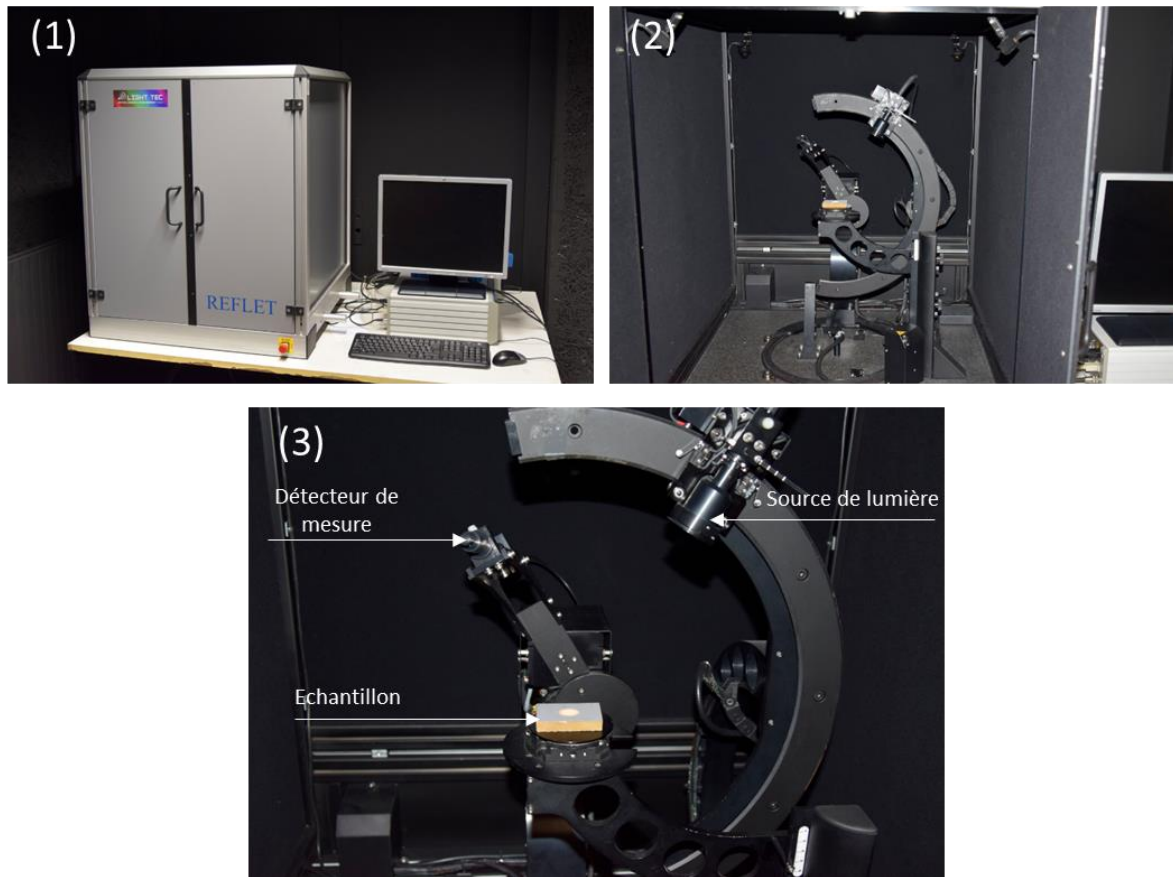 (1)
LIGHT TEC
REFLET
(2)
(3)
Détecteur de
mesure
Source de lumière
Echantillon